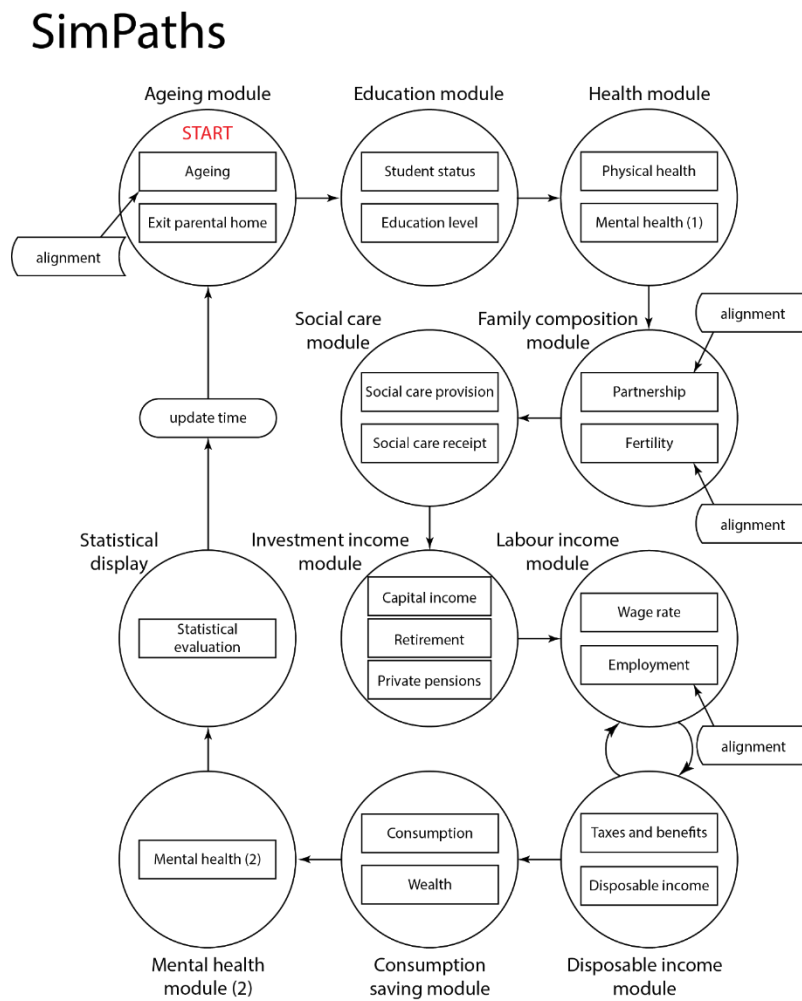 SimPaths
Ageing module
START
Ageing
Exit parental home
alignment
Education module
Student status
Education level
Health module
Physical health
Mental health (1)
Family composition
module
alignment
Partnership
Fertility
alignment
Social care
module
Social care provision
Social care receipt
update time
Investment income
module
Capital income
Retirement
Private pensions
Labour income
module
Wage rate
Employment
alignment
Taxes and benefits
Disposable income
Disposable income
module
Consumption
Wealth
Consumption
saving module
Mental health (2)
Mental health
module (2)
Statistical
display
Statistical
evaluation